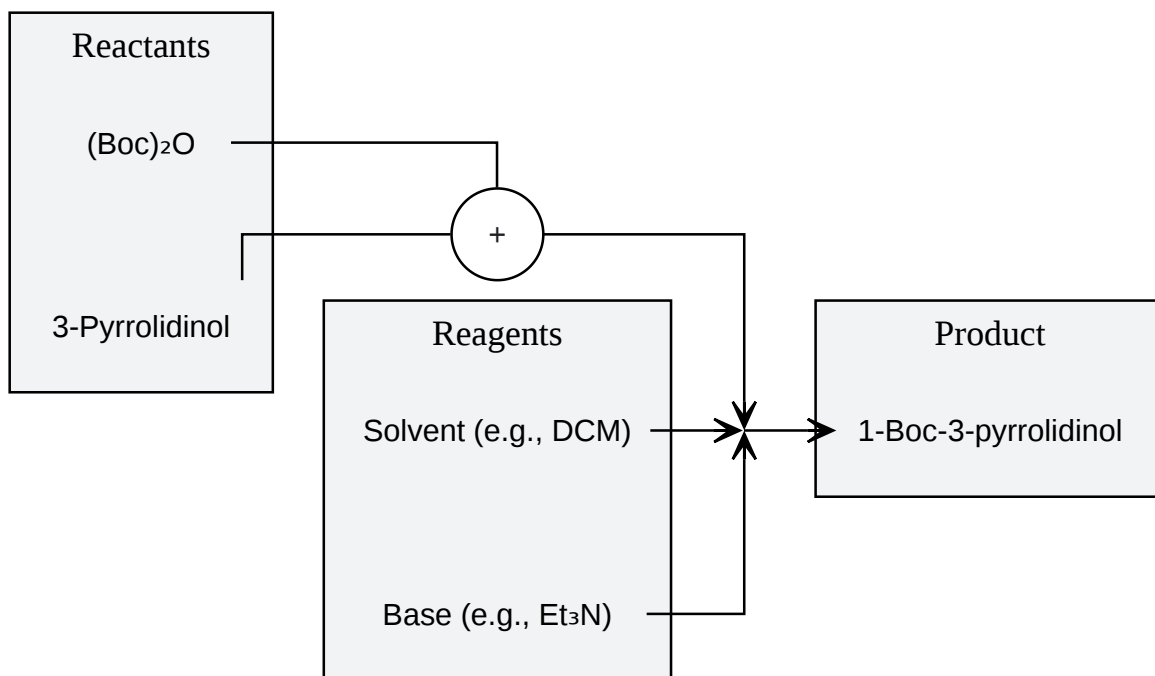 Reactants
(Boc)₂O
+
3-Pyrrolidinol
Reagents
Solvent (e.g., DCM)
Base (e.g., Et₃N)
Product
1-Boc-3-pyrrolidinol